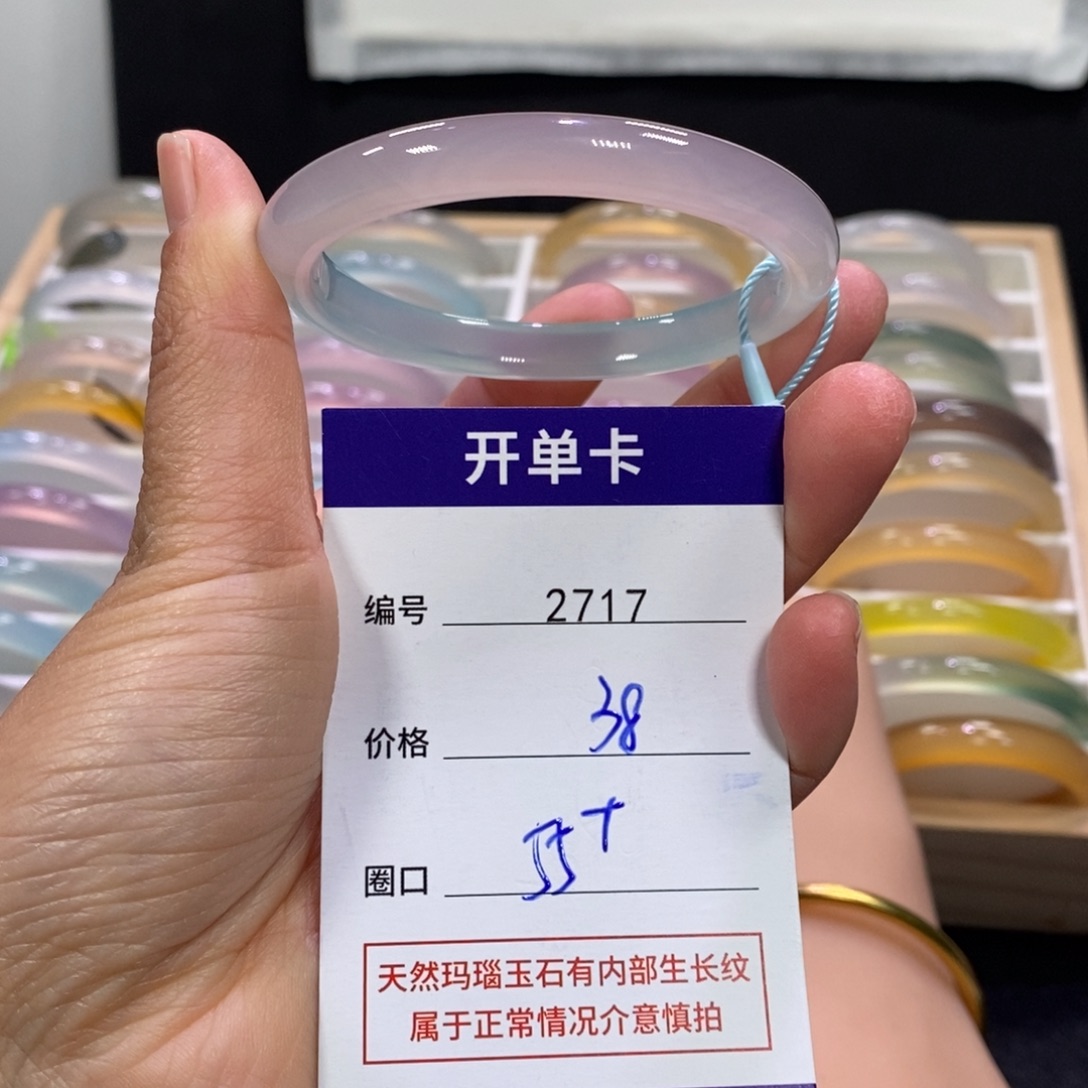 开单卡
编号 2717
价格 38
圈口 55+
天然玛瑙玉石有内部生长纹
属于正常情况介意慎拍